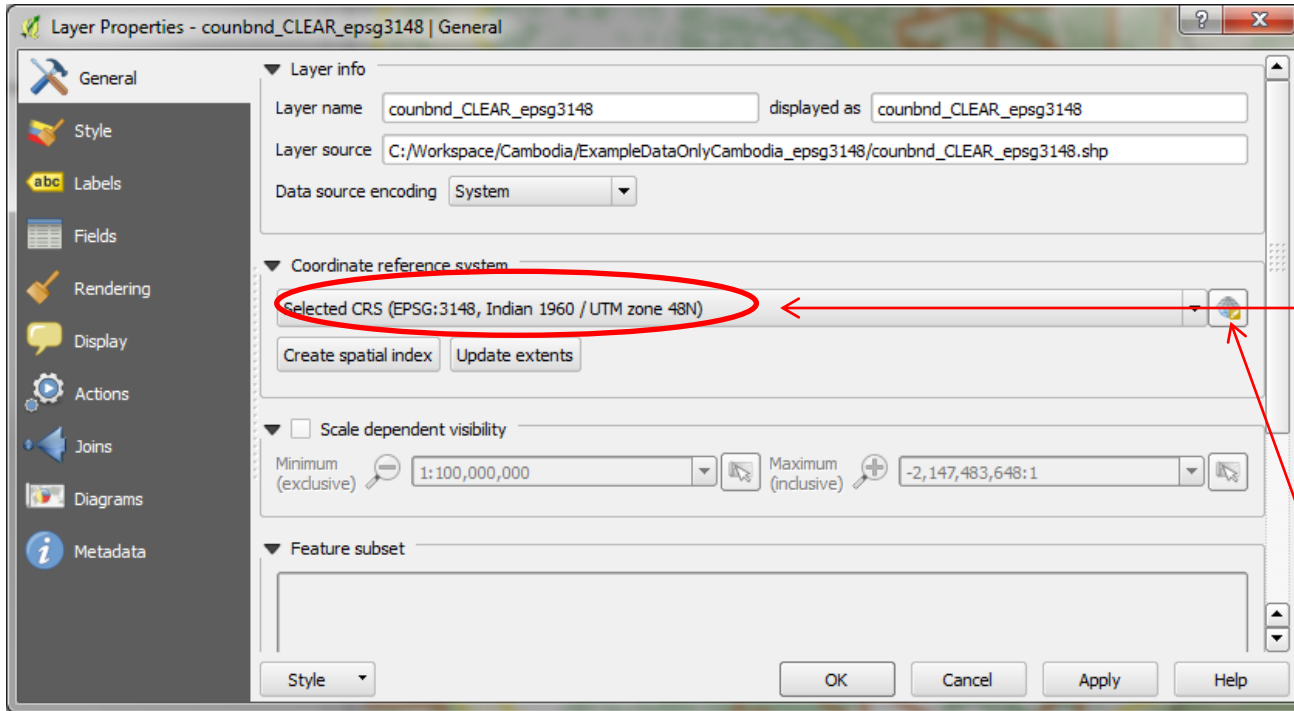 Layer Properties - counbnd_CLEAR_epsg3148 | General
General
Style
abc Labels
Fields
Rendering
Display
Actions
Joins
Diagrams
i Metadata
Layer info
Layer name counbnd_CLEAR_epsg3148 displayed as counbnd_CLEAR_epsg3148
Layer source C:/Workspace/Cambodia/ExampleDataOnlyCambodia_epsg3148/counbnd_CLEAR_epsg3148.shp
Data source encoding System
Coordinate reference system
Selected CRS (EPSG:3148, Indian 1960 / UTM zone 48N)
Create spatial index Update extents
Scale dependent visibility
Minimum (exclusive) 1:100,000,000 Maximum (inclusive) -2,147,483,648:1
Feature subset
Style OK Cancel Apply Help